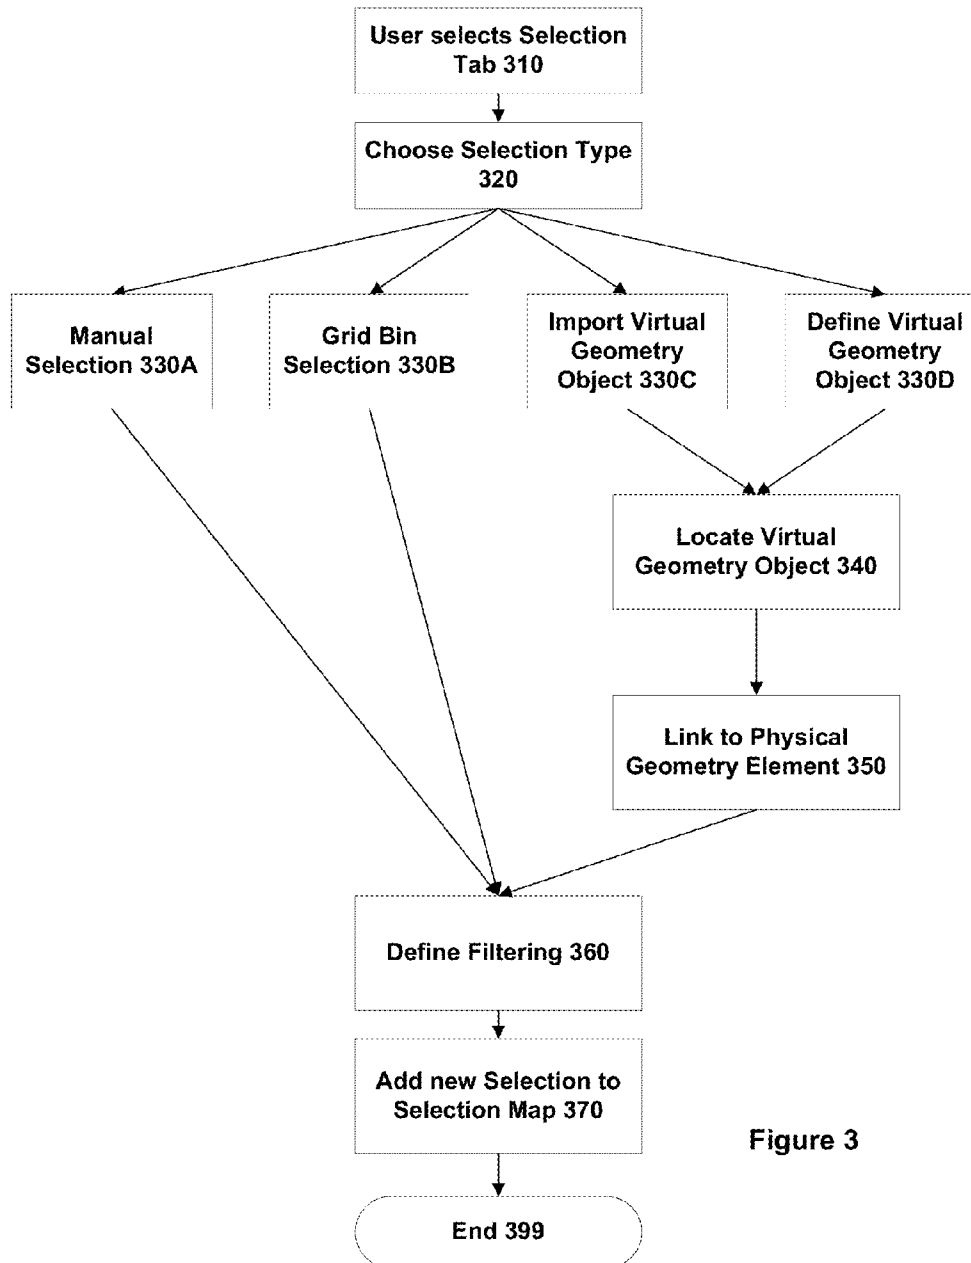 User selects Selection
Tab 310
Choose Selection Type
320
Manual
Selection 330A
Grid Bin
Selection 330B
Import Virtual
Geometry
Object 330C
Define Virtual
Geometry
Object 330D
Locate Virtual
Geometry Object 340
Link to Physical
Geometry Element 350
Define Filtering 360
Add new Selection to
Selection Map 370
Figure 3
End 399